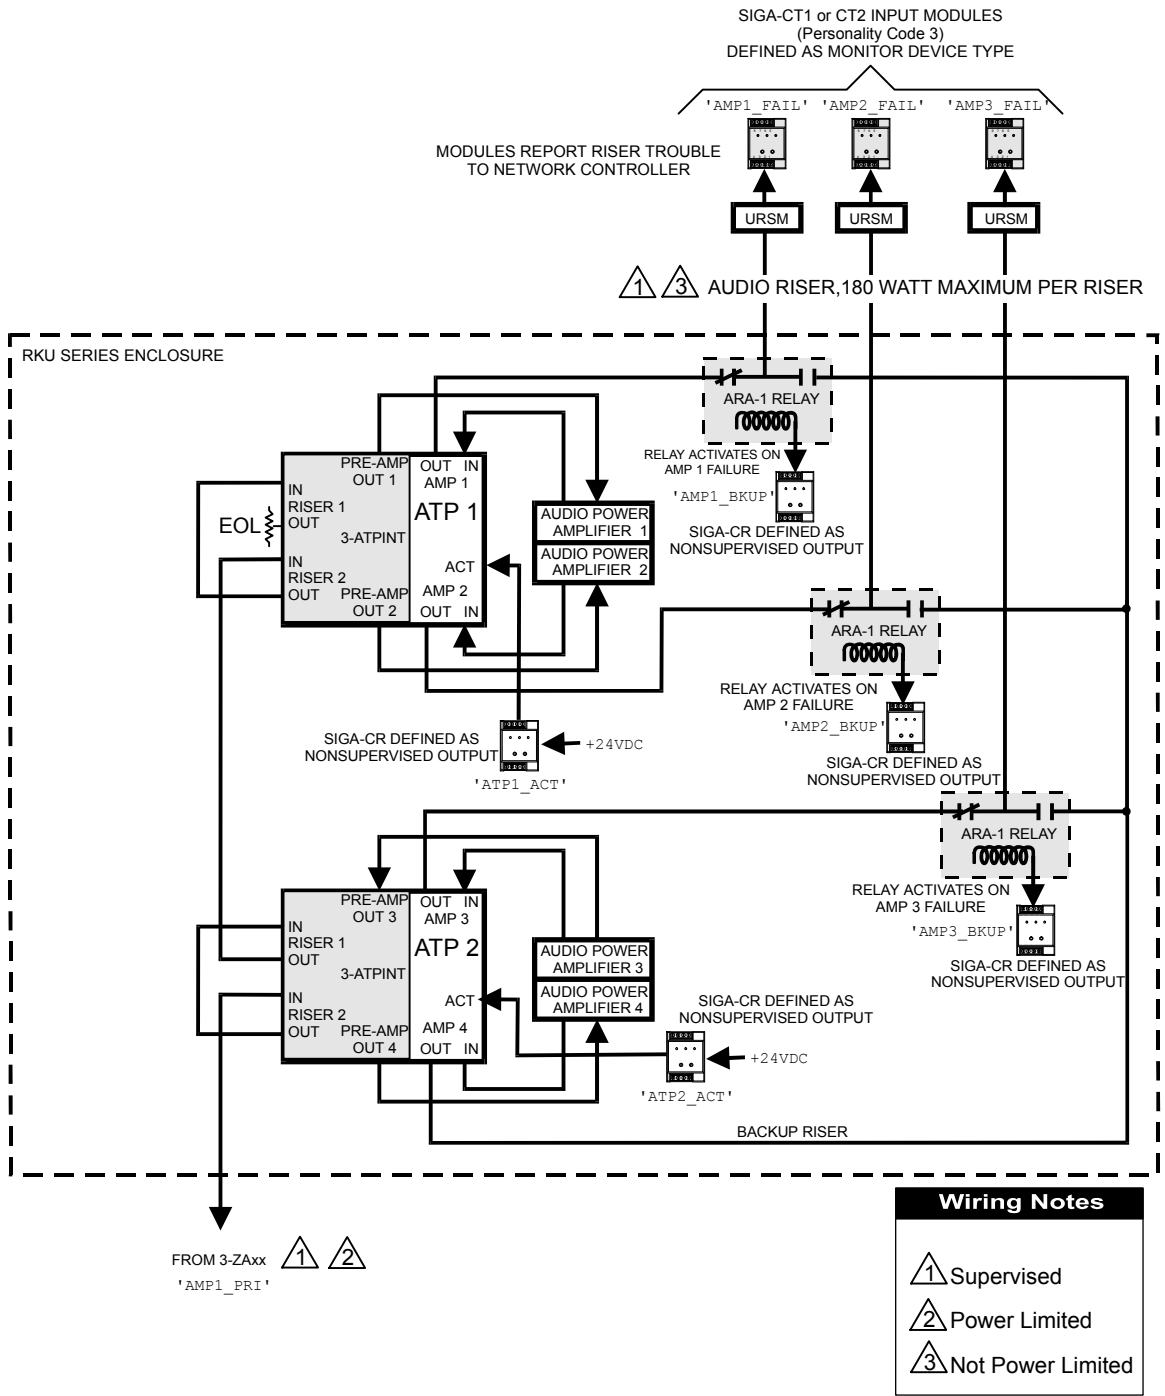 SIGA-CT1 or CT2 INPUT MODULES
(Personality Code 3)
DEFINED AS MONITOR DEVICE TYPE
'AMP1_FAIL' 'AMP2_FAIL' 'AMP3_FAIL'
MODULES REPORT RISER TROUBLE
TO NETWORK CONTROLLER
URSM URSM URSM
1 3 AUDIO RISER,180 WATT MAXIMUM PER RISER
RKU SERIES ENCLOSURE
ARA-1 RELAY
RELAY ACTIVATES ON
AMP 1 FAILURE
'AMP1_BKUP'
SIGA-CR DEFINED AS
NONSUPERVISED OUTPUT
PRE-AMP
OUT 1
OUT IN
AMP 1
ATP 1
IN
RISER 1
OUT
EOL
3-ATPINT
IN
RISER 2
OUT
PRE-AMP
OUT 2
ACT
AMP 2
OUT IN
AUDIO POWER
AMPLIFIER 1
AUDIO POWER
AMPLIFIER 2
ARA-1 RELAY
RELAY ACTIVATES ON
AMP 2 FAILURE
'AMP2_BKUP'
SIGA-CR DEFINED AS
NONSUPERVISED OUTPUT
SIGA-CR DEFINED AS
NONSUPERVISED OUTPUT
+24VDC
'ATP1_ACT'
ARA-1 RELAY
RELAY ACTIVATES ON
AMP 3 FAILURE
'AMP3_BKUP'
SIGA-CR DEFINED AS
NONSUPERVISED OUTPUT
PRE-AMP
OUT 3
OUT IN
AMP 3
ATP 2
IN
RISER 1
OUT
3-ATPINT
IN
RISER 2
OUT
PRE-AMP
OUT 4
ACT
AMP 4
OUT IN
AUDIO POWER
AMPLIFIER 3
AUDIO POWER
AMPLIFIER 4
SIGA-CR DEFINED AS
NONSUPERVISED OUTPUT
+24VDC
'ATP2_ACT'
BACKUP RISER
FROM 3-ZAxx 1 2
'AMP1_PRI'
Wiring Notes
1 Supervised
2 Power Limited
3 Not Power Limited